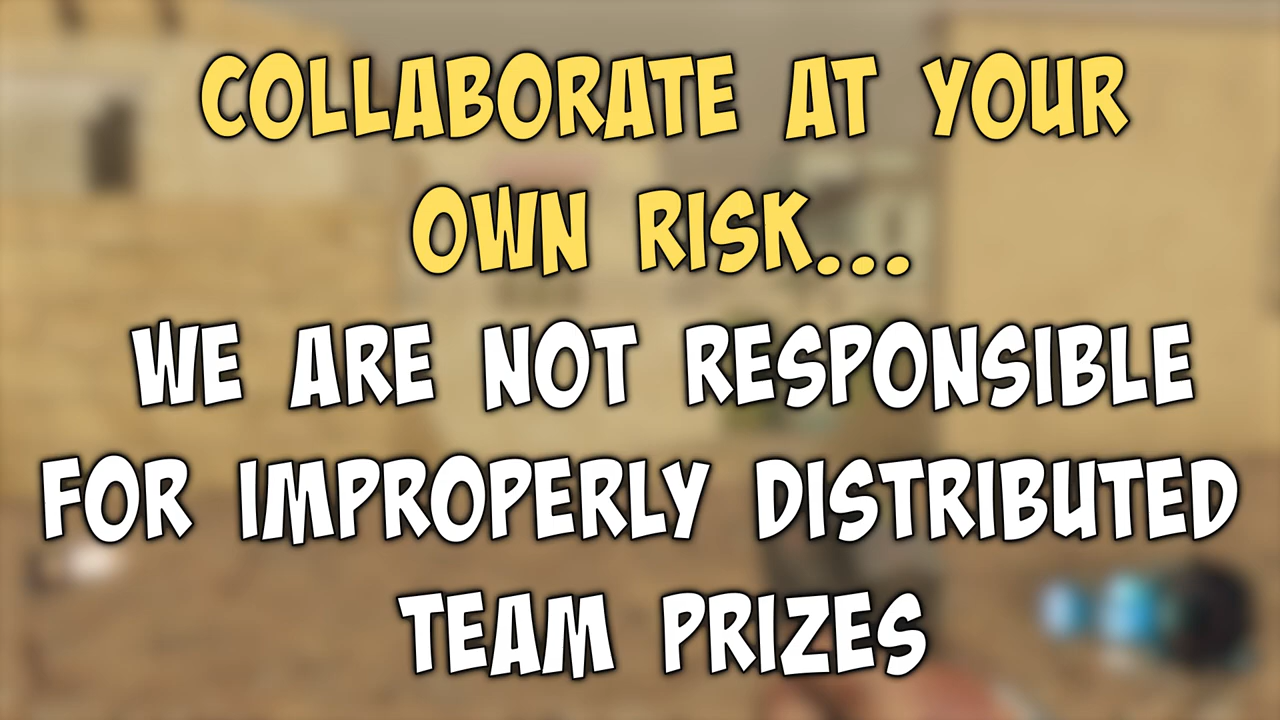 COLLABORATE AT YOUR
OWN RISK...
WE ARE NOT RESPONSIBLE
FOR IMPROPERLY DISTRIBUTED
TEAM PRIZES